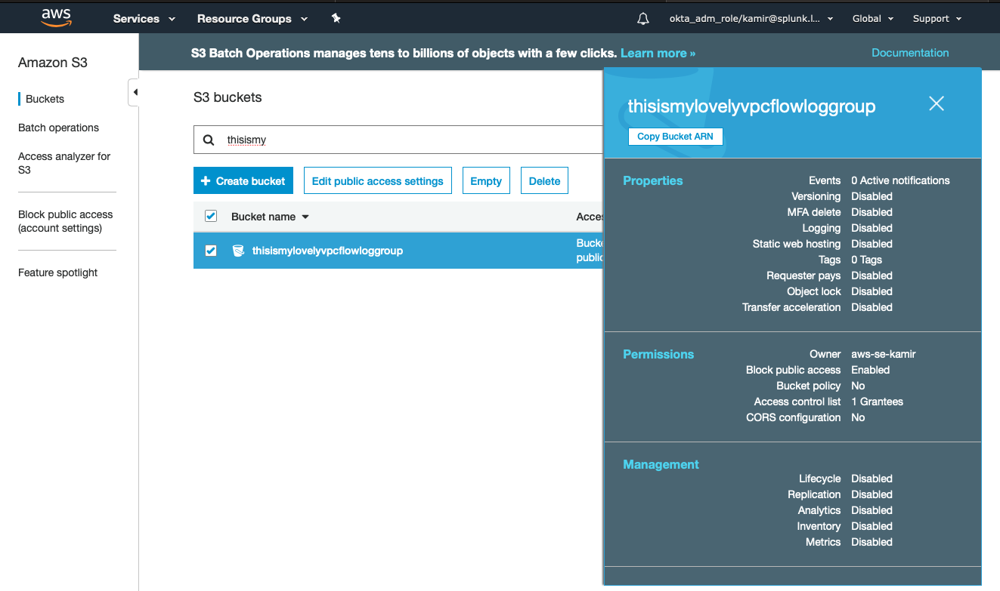 aws
Services
Resource Groups
okta_adm_role/kamir@splunk.l...
Global
Support
Amazon S3
Buckets
Batch operations
Access analyzer for
S3
Block public access
(account settings)
Feature spotlight
S3 Batch Operations manages tens to billions of objects with a few clicks. Learn more »
Documentation
S3 buckets
thisismy
+ Create bucket
Edit public access settings
Empty
Delete
Bucket name
Acces
thisismylovelyvpcflowloggroup
Bucke
public
thisismylovelyvpcflowloggroup
Copy Bucket ARN
Properties
Events 0 Active notifications
Versioning Disabled
MFA delete Disabled
Logging Disabled
Static web hosting Disabled
Tags 0 Tags
Requester pays Disabled
Object lock Disabled
Transfer acceleration Disabled
Permissions
Owner aws-se-kamir
Block public access Enabled
Bucket policy No
Access control list 1 Grantees
CORS configuration No
Management
Lifecycle Disabled
Replication Disabled
Analytics Disabled
Inventory Disabled
Metrics Disabled